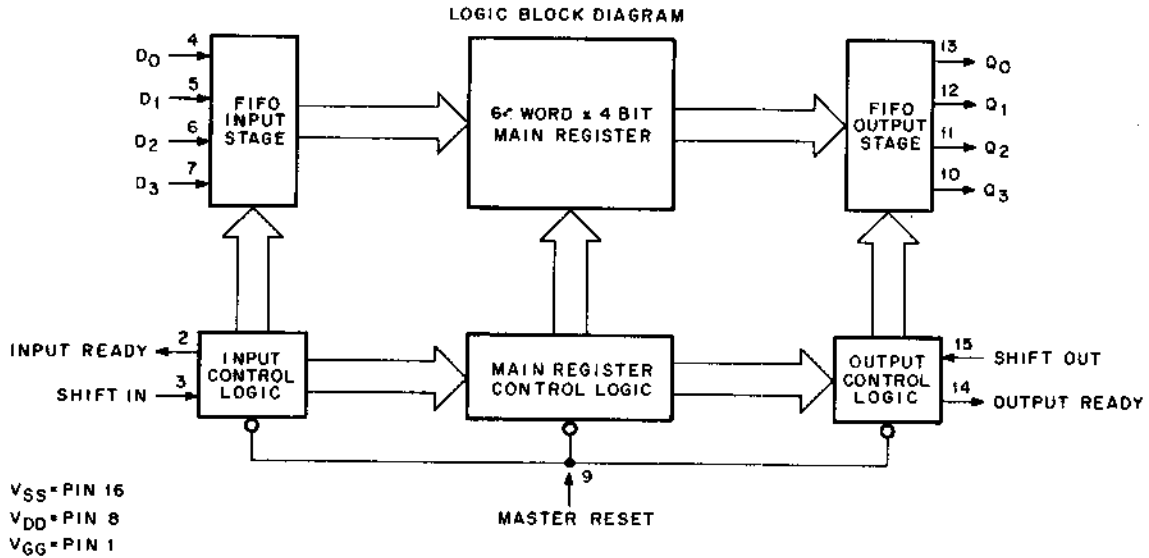 LOGIC BLOCK DIAGRAM
4
D0
5
D1
6
D2
7
D3
FIFO
INPUT
STAGE
WORD x 4 BIT
MAIN REGISTER
FIFO
OUTPUT
STAGE
13
Q0
12
Q1
11
Q2
10
Q3
INPUT READY
2
SHIFT IN
3
INPUT
CONTROL
LOGIC
MAIN REGISTER
CONTROL LOGIC
OUTPUT
CONTROL
LOGIC
15
SHIFT OUT
14
OUTPUT READY
9
MASTER RESET
VSS = PIN 16
VDD = PIN 8
VGG = PIN 1